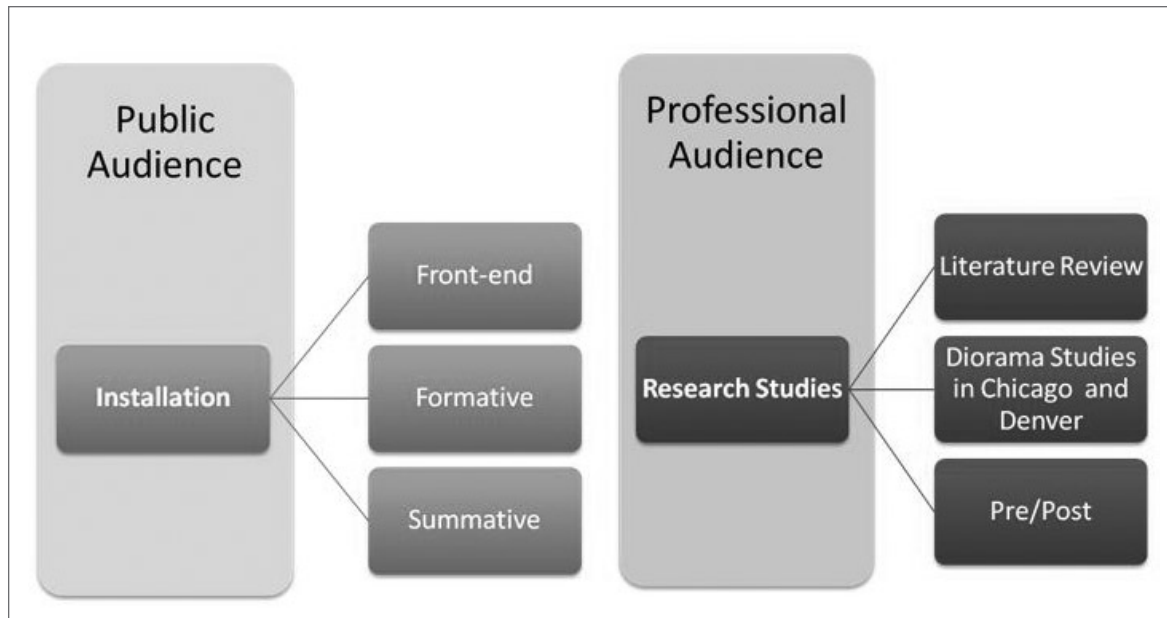 Public
Audience
Installation
Front-end
Formative
Summative
Professional
Audience
Research Studies
Literature Review
Diorama Studies
in Chicago and
Denver
Pre/Post